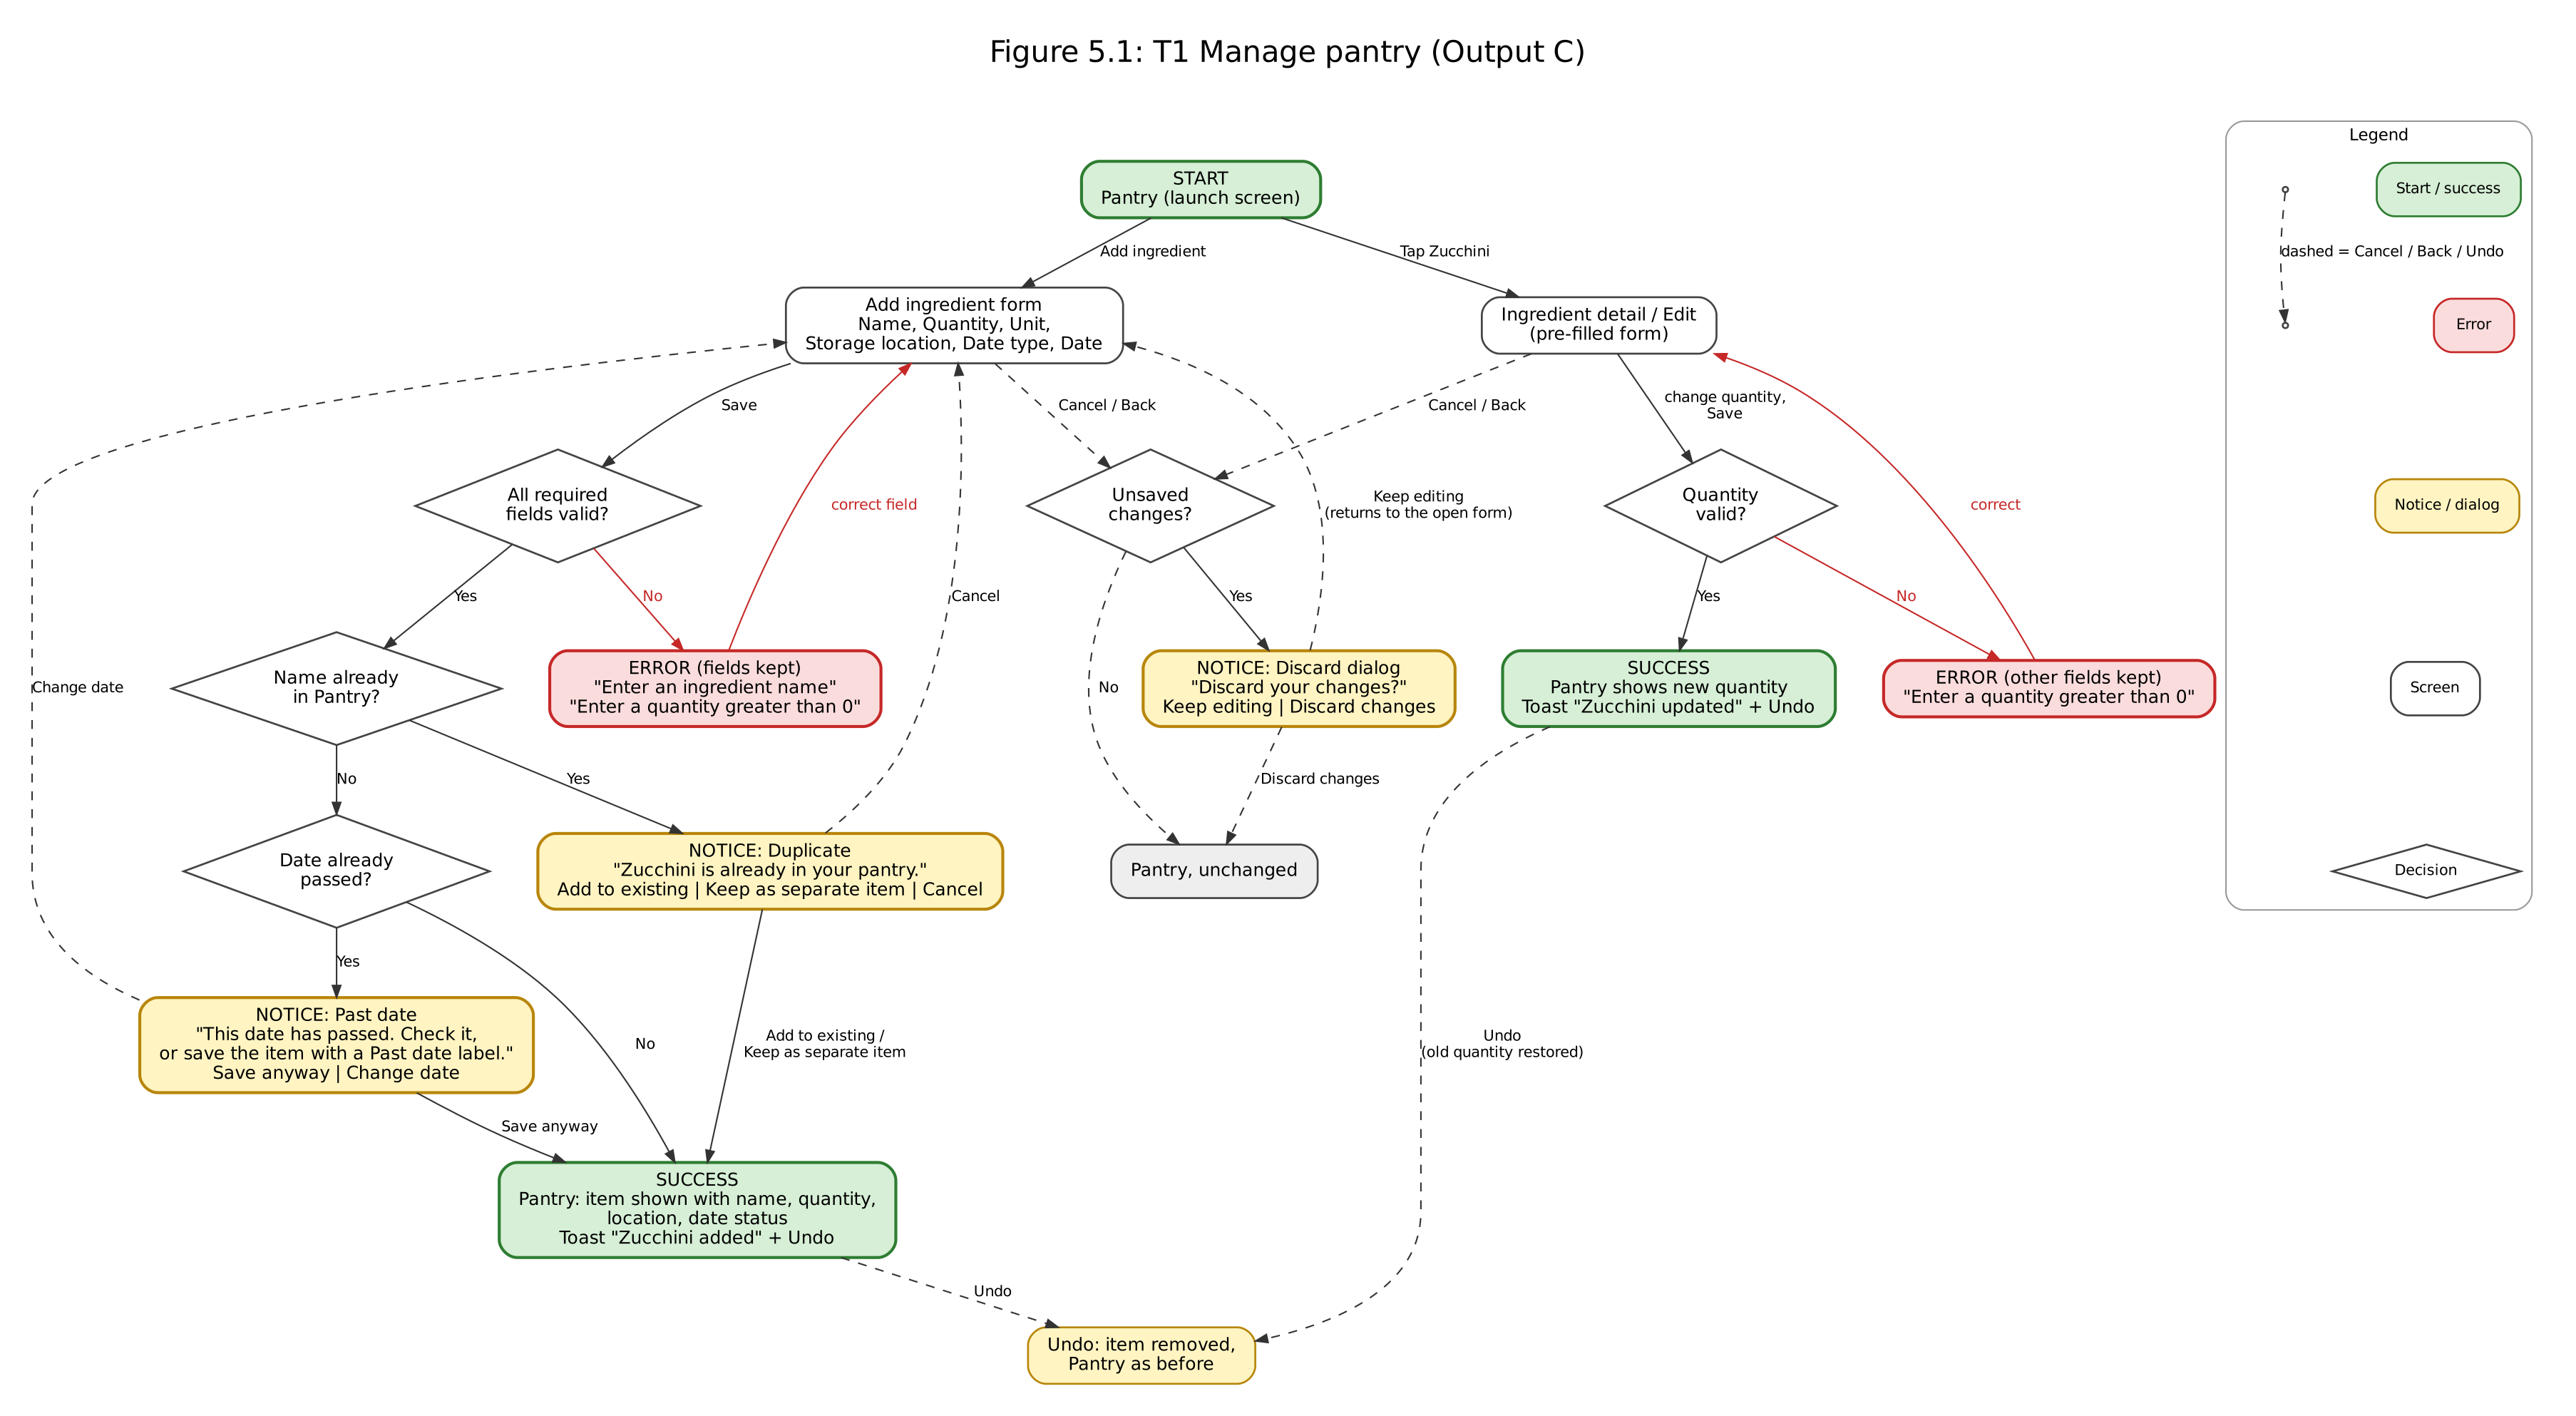 Figure 5.1: T1 Manage pantry (Output C)
START
Pantry (launch screen)
Add ingredient
Tap Zucchini
Add ingredient form
Name, Quantity, Unit,
Storage location, Date type, Date
Ingredient detail / Edit
(pre-filled form)
Save
Cancel / Back
Cancel / Back
change quantity,
Save
All required
fields valid?
correct field
Unsaved
changes?
Keep editing
(returns to the open form)
Quantity
valid?
correct
Yes
No
Cancel
Yes
Yes
No
Change date
Name already
in Pantry?
ERROR (fields kept)
"Enter an ingredient name"
"Enter a quantity greater than 0"
No
NOTICE: Discard dialog
"Discard your changes?"
Keep editing | Discard changes
SUCCESS
Pantry shows new quantity
Toast "Zucchini updated" + Undo
ERROR (other fields kept)
"Enter a quantity greater than 0"
No
Yes
Discard changes
Date already
passed?
NOTICE: Duplicate
"Zucchini is already in your pantry."
Add to existing | Keep as separate item | Cancel
Pantry, unchanged
Yes
NOTICE: Past date
"This date has passed. Check it,
or save the item with a Past date label."
Save anyway | Change date
No
Add to existing /
Keep as separate item
Undo
(old quantity restored)
Save anyway
SUCCESS
Pantry: item shown with name, quantity,
location, date status
Toast "Zucchini added" + Undo
Undo
Undo: item removed,
Pantry as before
Legend
Start / success
dashed = Cancel / Back / Undo
Error
Notice / dialog
Screen
Decision